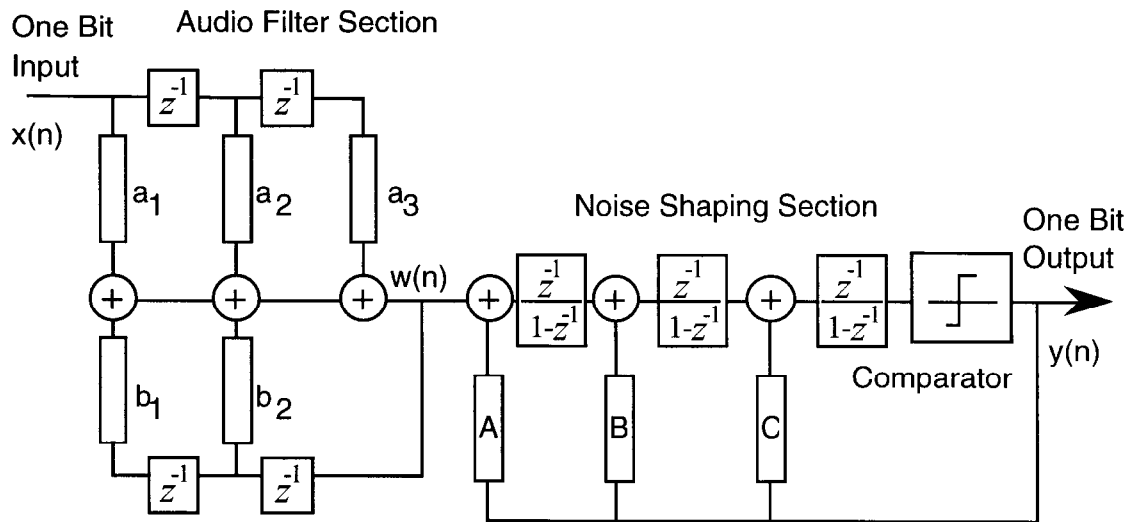 One Bit
Input
Audio Filter Section
z⁻¹
z⁻¹
x(n)
a₁
a₂
a₃
Noise Shaping Section
One Bit
Output
+
+
+
w(n)
+
z⁻¹
1-z⁻¹
+
z⁻¹
1-z⁻¹
+
z⁻¹
1-z⁻¹
y(n)
Comparator
b₁
b₂
A
B
C
z⁻¹
z⁻¹